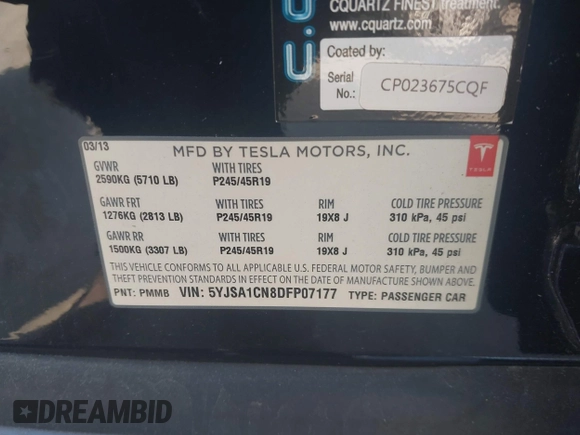 CQUARTZ FINEST treatment.
www.cquartz.com
Coated by:
Serial No.: CP023675CQF
03/13
MFD BY TESLA MOTORS, INC.
TESLA
GVWR WITH TIRES
2590KG (5710 LB) P245/45R19
GAWR FRT WITH TIRES RIM COLD TIRE PRESSURE
1276KG (2813 LB) P245/45R19 19X8 J 310 kPa, 45 psi
GAWR RR WITH TIRES RIM COLD TIRE PRESSURE
1500KG (3307 LB) P245/45R19 19X8 J 310 kPa, 45 psi
THIS VEHICLE CONFORMS TO ALL APPLICABLE U.S. FEDERAL MOTOR SAFETY, BUMPER AND
THEFT PREVENTION STANDARDS IN EFFECT ON THE DATE OF MANUFACTURE SHOWN ABOVE.
PNT: PMMB VIN: 5YJSA1CN8DFP07177 TYPE: PASSENGER CAR
DREAMBID